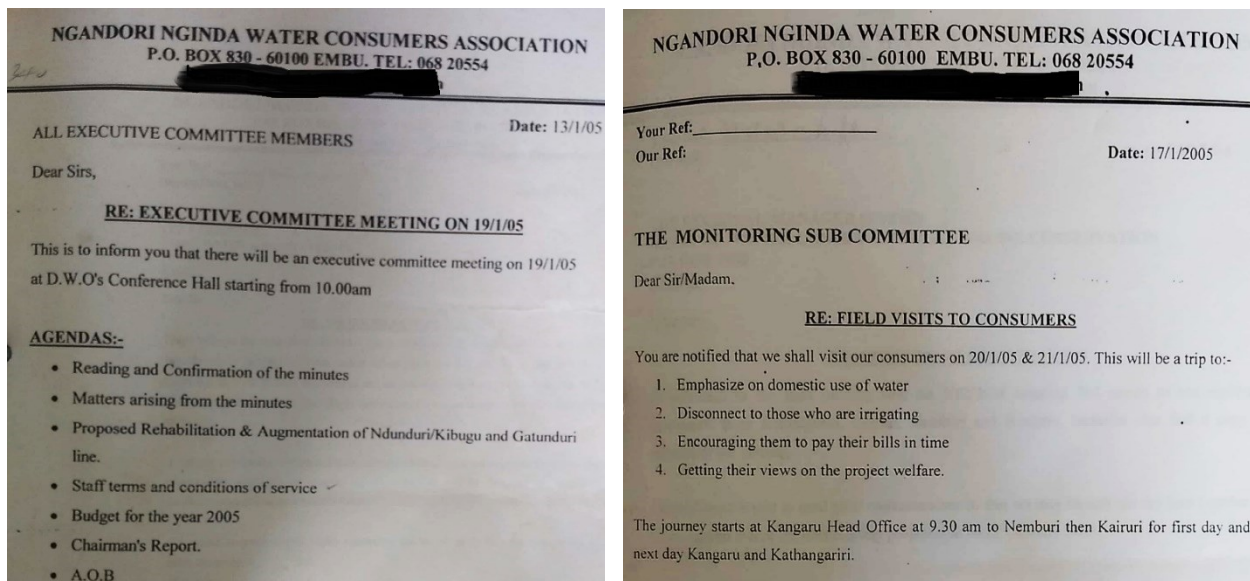 NGANDORI NGINDA WATER CONSUMERS ASSOCIATION
P.O. BOX 830 - 60100 EMBU. TEL: 068 20554
ALL EXECUTIVE COMMITTEE MEMBERS
Date: 13/1/05
Dear Sirs,
RE: EXECUTIVE COMMITTEE MEETING ON 19/1/05
This is to inform you that there will be an executive committee meeting on 19/1/05
at D.W.O's Conference Hall starting from 10.00am
AGENDAS:-
• Reading and Confirmation of the minutes
• Matters arising from the minutes
• Proposed Rehabilitation & Augmentation of Ndunduri/Kibugu and Gatunduri
line.
• Staff terms and conditions of service
• Budget for the year 2005
• Chairman's Report.
• A.O.B
NGANDORI NGINDA WATER CONSUMERS ASSOCIATION
P.O. BOX 830 - 60100 EMBU. TEL: 068 20554
Your Ref:
Our Ref:
Date: 17/1/2005
THE MONITORING SUB COMMITTEE
Dear Sir/Madam.
RE: FIELD VISITS TO CONSUMERS
You are notified that we shall visit our consumers on 20/1/05 & 21/1/05. This will be a trip to:-
1. Emphasize on domestic use of water
2. Disconnect to those who are irrigating
3. Encouraging them to pay their bills in time
4. Getting their views on the project welfare.
The journey starts at Kangaru Head Office at 9.30 am to Nemburi then Kairuri for first day and
next day Kangaru and Kathangariri.